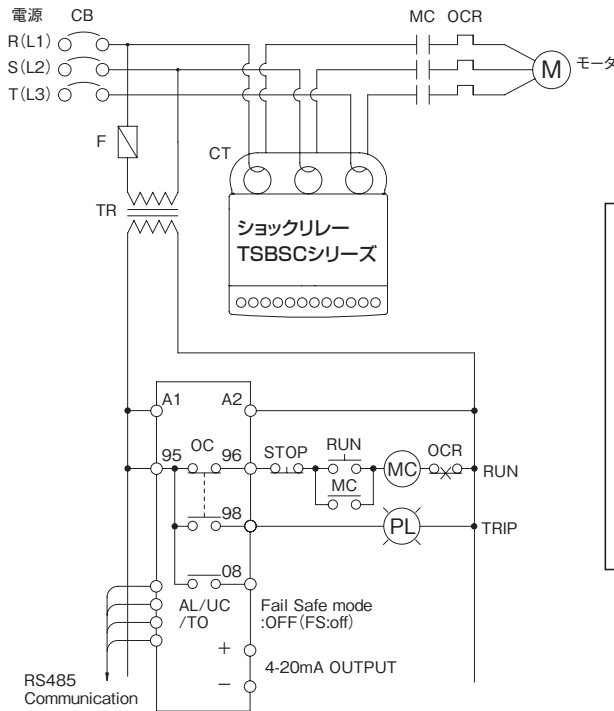 電源 CB
R(L1)
S(L2)
T(L3)
MC OCR
M モータ
F
CT
TR
ショックリレー
TSBSCシリーズ
A1 A2
95 OC 96 STOP RUN MC OCR RUN
MC
98 PL TRIP
08
AL/UC
/TO
Fail Safe mode
:OFF(FS:off)
+
4-20mA OUTPUT
−
RS485
Communication